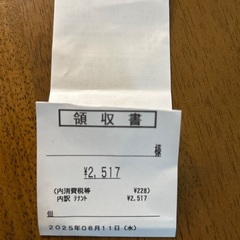 領収書
様
¥2,517
(内消費税等 ¥228)
内訳 ﾃﾅﾝﾄ ¥2,517
但
2025年06月11日(水)